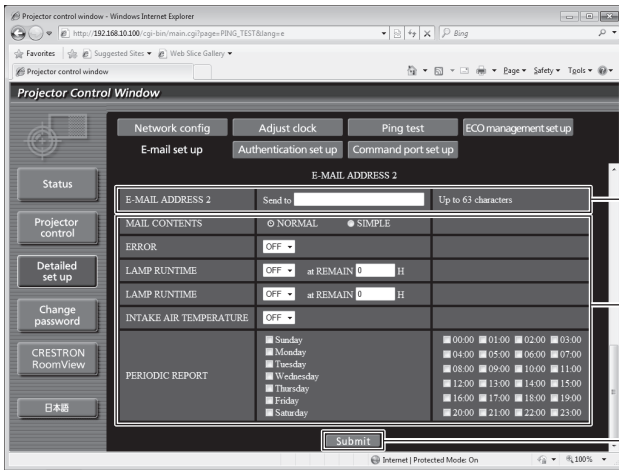 Projector control window - Windows Internet Explorer
http://192.168.10.100/cgi-bin/main.cgi?page=PING_TEST&lang=e
Bing
Favorites Suggested Sites Web Slice Gallery
Projector control window
Page Safety Tools
Projector Control Window
Network config Adjust clock Ping test ECO management set up
E-mail set up Authentication set up Command port set up
Status
Projector control
Detailed set up
Change password
CRESTRON RoomView
日本語
E-MAIL ADDRESS 2
E-MAIL ADDRESS 2 Send to Up to 63 characters
MAIL CONTENTS NORMAL SIMPLE
ERROR OFF
LAMP RUNTIME OFF at REMAIN 0 H
LAMP RUNTIME OFF at REMAIN 0 H
INTAKE AIR TEMPERATURE OFF
PERIODIC REPORT
Sunday
Monday
Tuesday
Wednesday
Thursday
Friday
Saturday
00:00 01:00 02:00 03:00
04:00 05:00 06:00 07:00
08:00 09:00 10:00 11:00
12:00 13:00 14:00 15:00
16:00 17:00 18:00 19:00
20:00 21:00 22:00 23:00
Submit
Internet | Protected Mode: On 100%